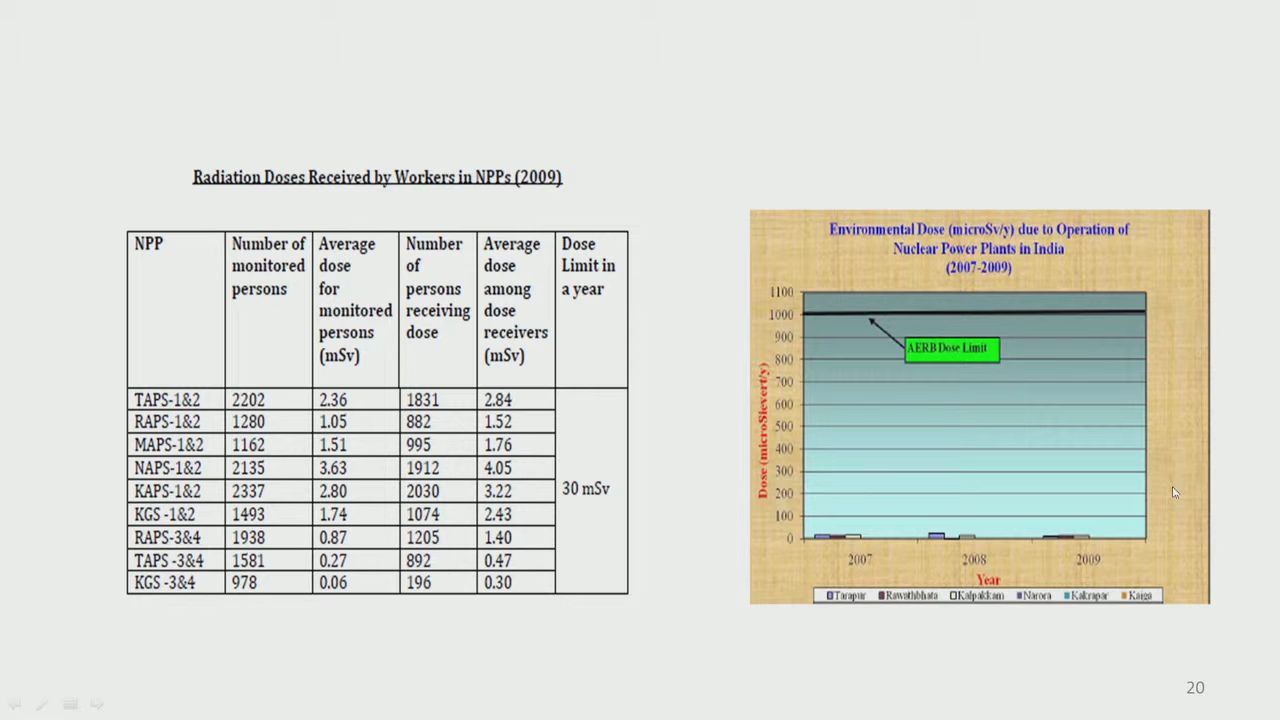 Radiation Doses Received by Workers in NPPs (2009)
NPP Number of monitored persons Average dose for monitored persons (mSv) Number of persons receiving dose Average dose among dose receivers (mSv) Dose Limit in a year
TAPS-1&2 2202 2.36 1831 2.84
RAPS-1&2 1280 1.05 882 1.52
MAPS-1&2 1162 1.51 995 1.76
NAPS-1&2 2135 3.63 1912 4.05
KAPS-1&2 2337 2.80 2030 3.22
30 mSv
KGS -1&2 1493 1.74 1074 2.43
RAPS-3&4 1938 0.87 1205 1.40
TAPS -3&4 1581 0.27 892 0.47
KGS -3&4 978 0.06 196 0.30
Environmental Dose (microSv/y) due to Operation of
Nuclear Power Plants in India
(2007-2009)
Dose (microSievert/y)
1100
1000
900
800
700
600
500
400
300
200
100
0
AERB Dose Limit
2007 2008 2009
Year
Tarapur Rawathbhata Kalpakkam Narora Kakrapar Kaiga
20